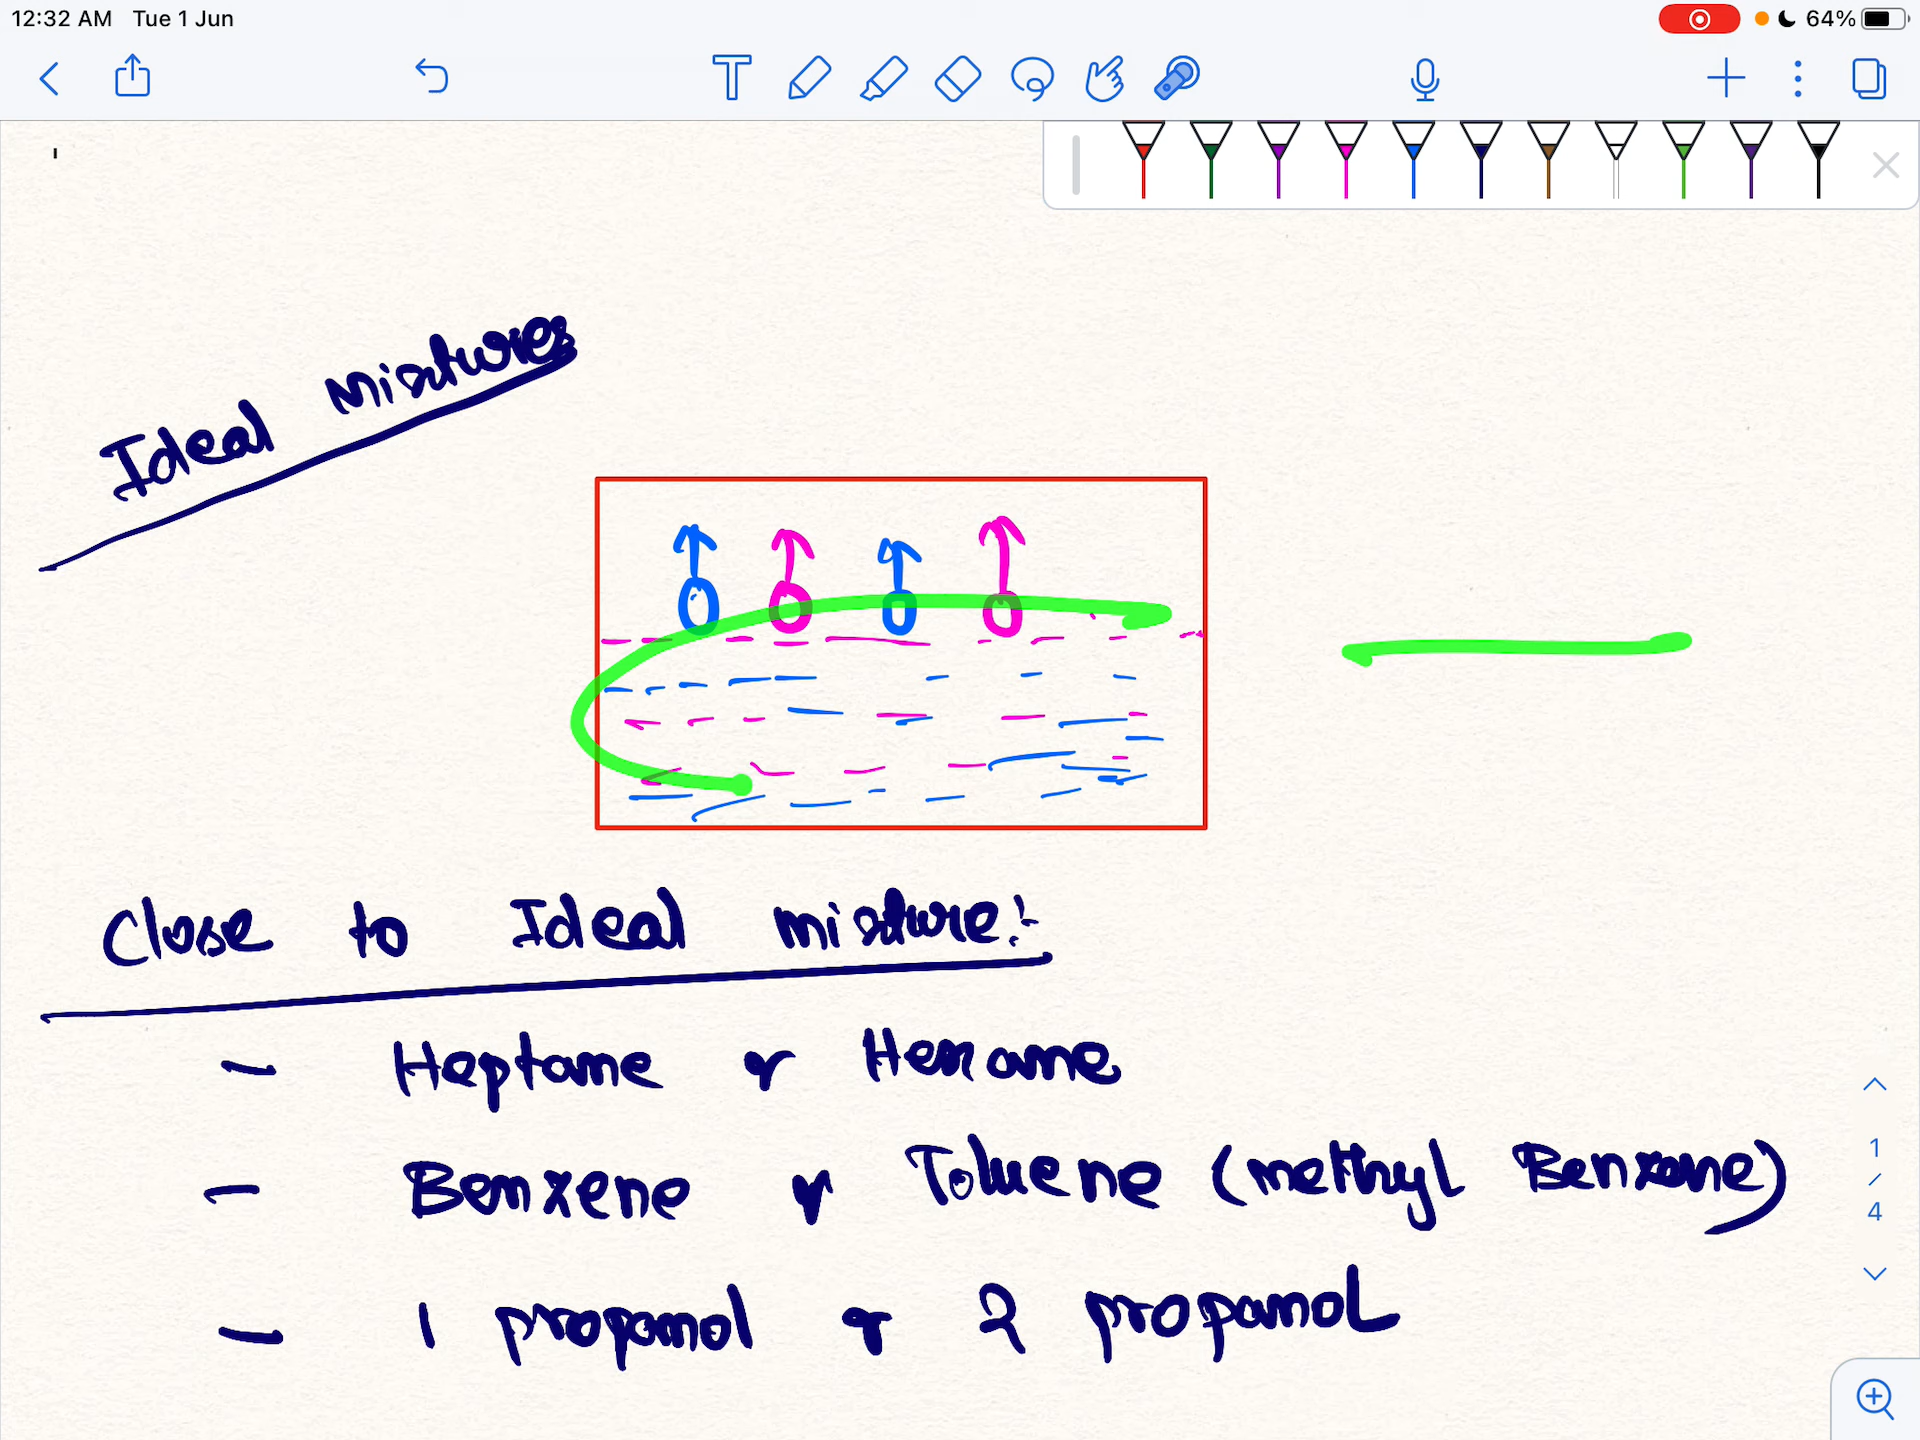 12:32 AM Tue 1 Jun
64%
Ideal mixtures
Close to Ideal mixture:-
- Heptane & Hexane
- Benzene & Toluene (methyl Benzene)
- 1 propanol & 2 propanol
1
/
4